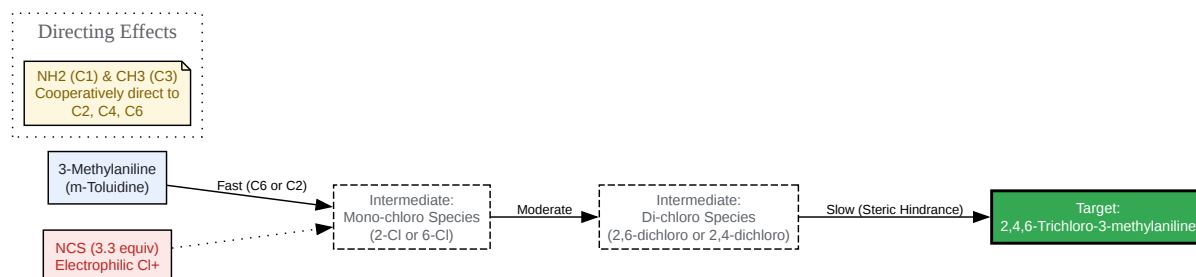 Directing Effects
NH2 (C1) & CH3 (C3)
Cooperatively direct to
C2, C4, C6
3-Methylaniline
(m-Toluidine)
Fast (C6 or C2)
NCS (3.3 equiv)
Electrophilic Cl+
Intermediate:
Mono-chloro Species
(2-Cl or 6-Cl)
Moderate
Intermediate:
Di-chloro Species
(2,6-dichloro or 2,4-dichloro)
Slow (Steric Hindrance)
Target:
2,4,6-Trichloro-3-methylaniline